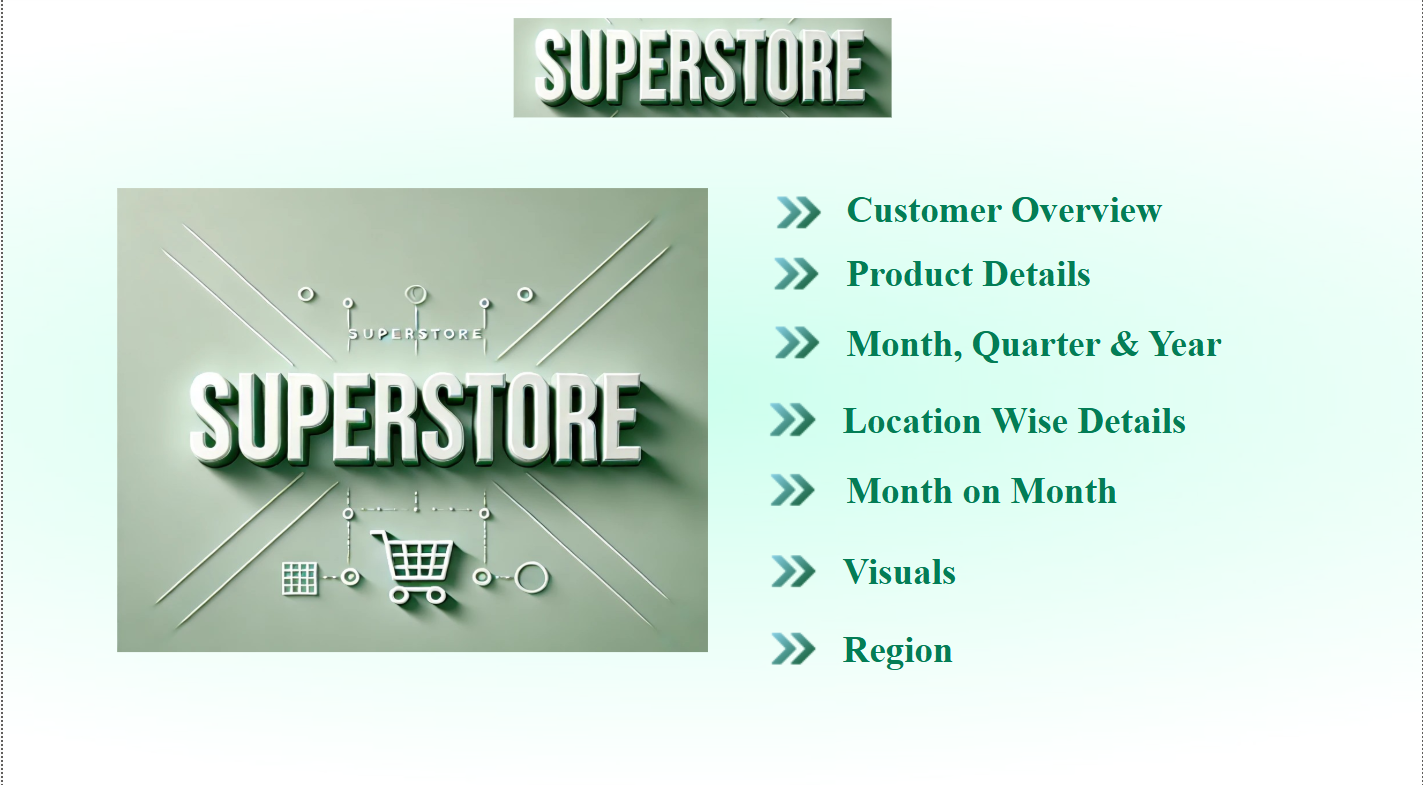 SUPERSTORE
SUPERSTORE
SUPERSTORE
Customer Overview
Product Details
Month, Quarter & Year
Location Wise Details
Month on Month
Visuals
Region